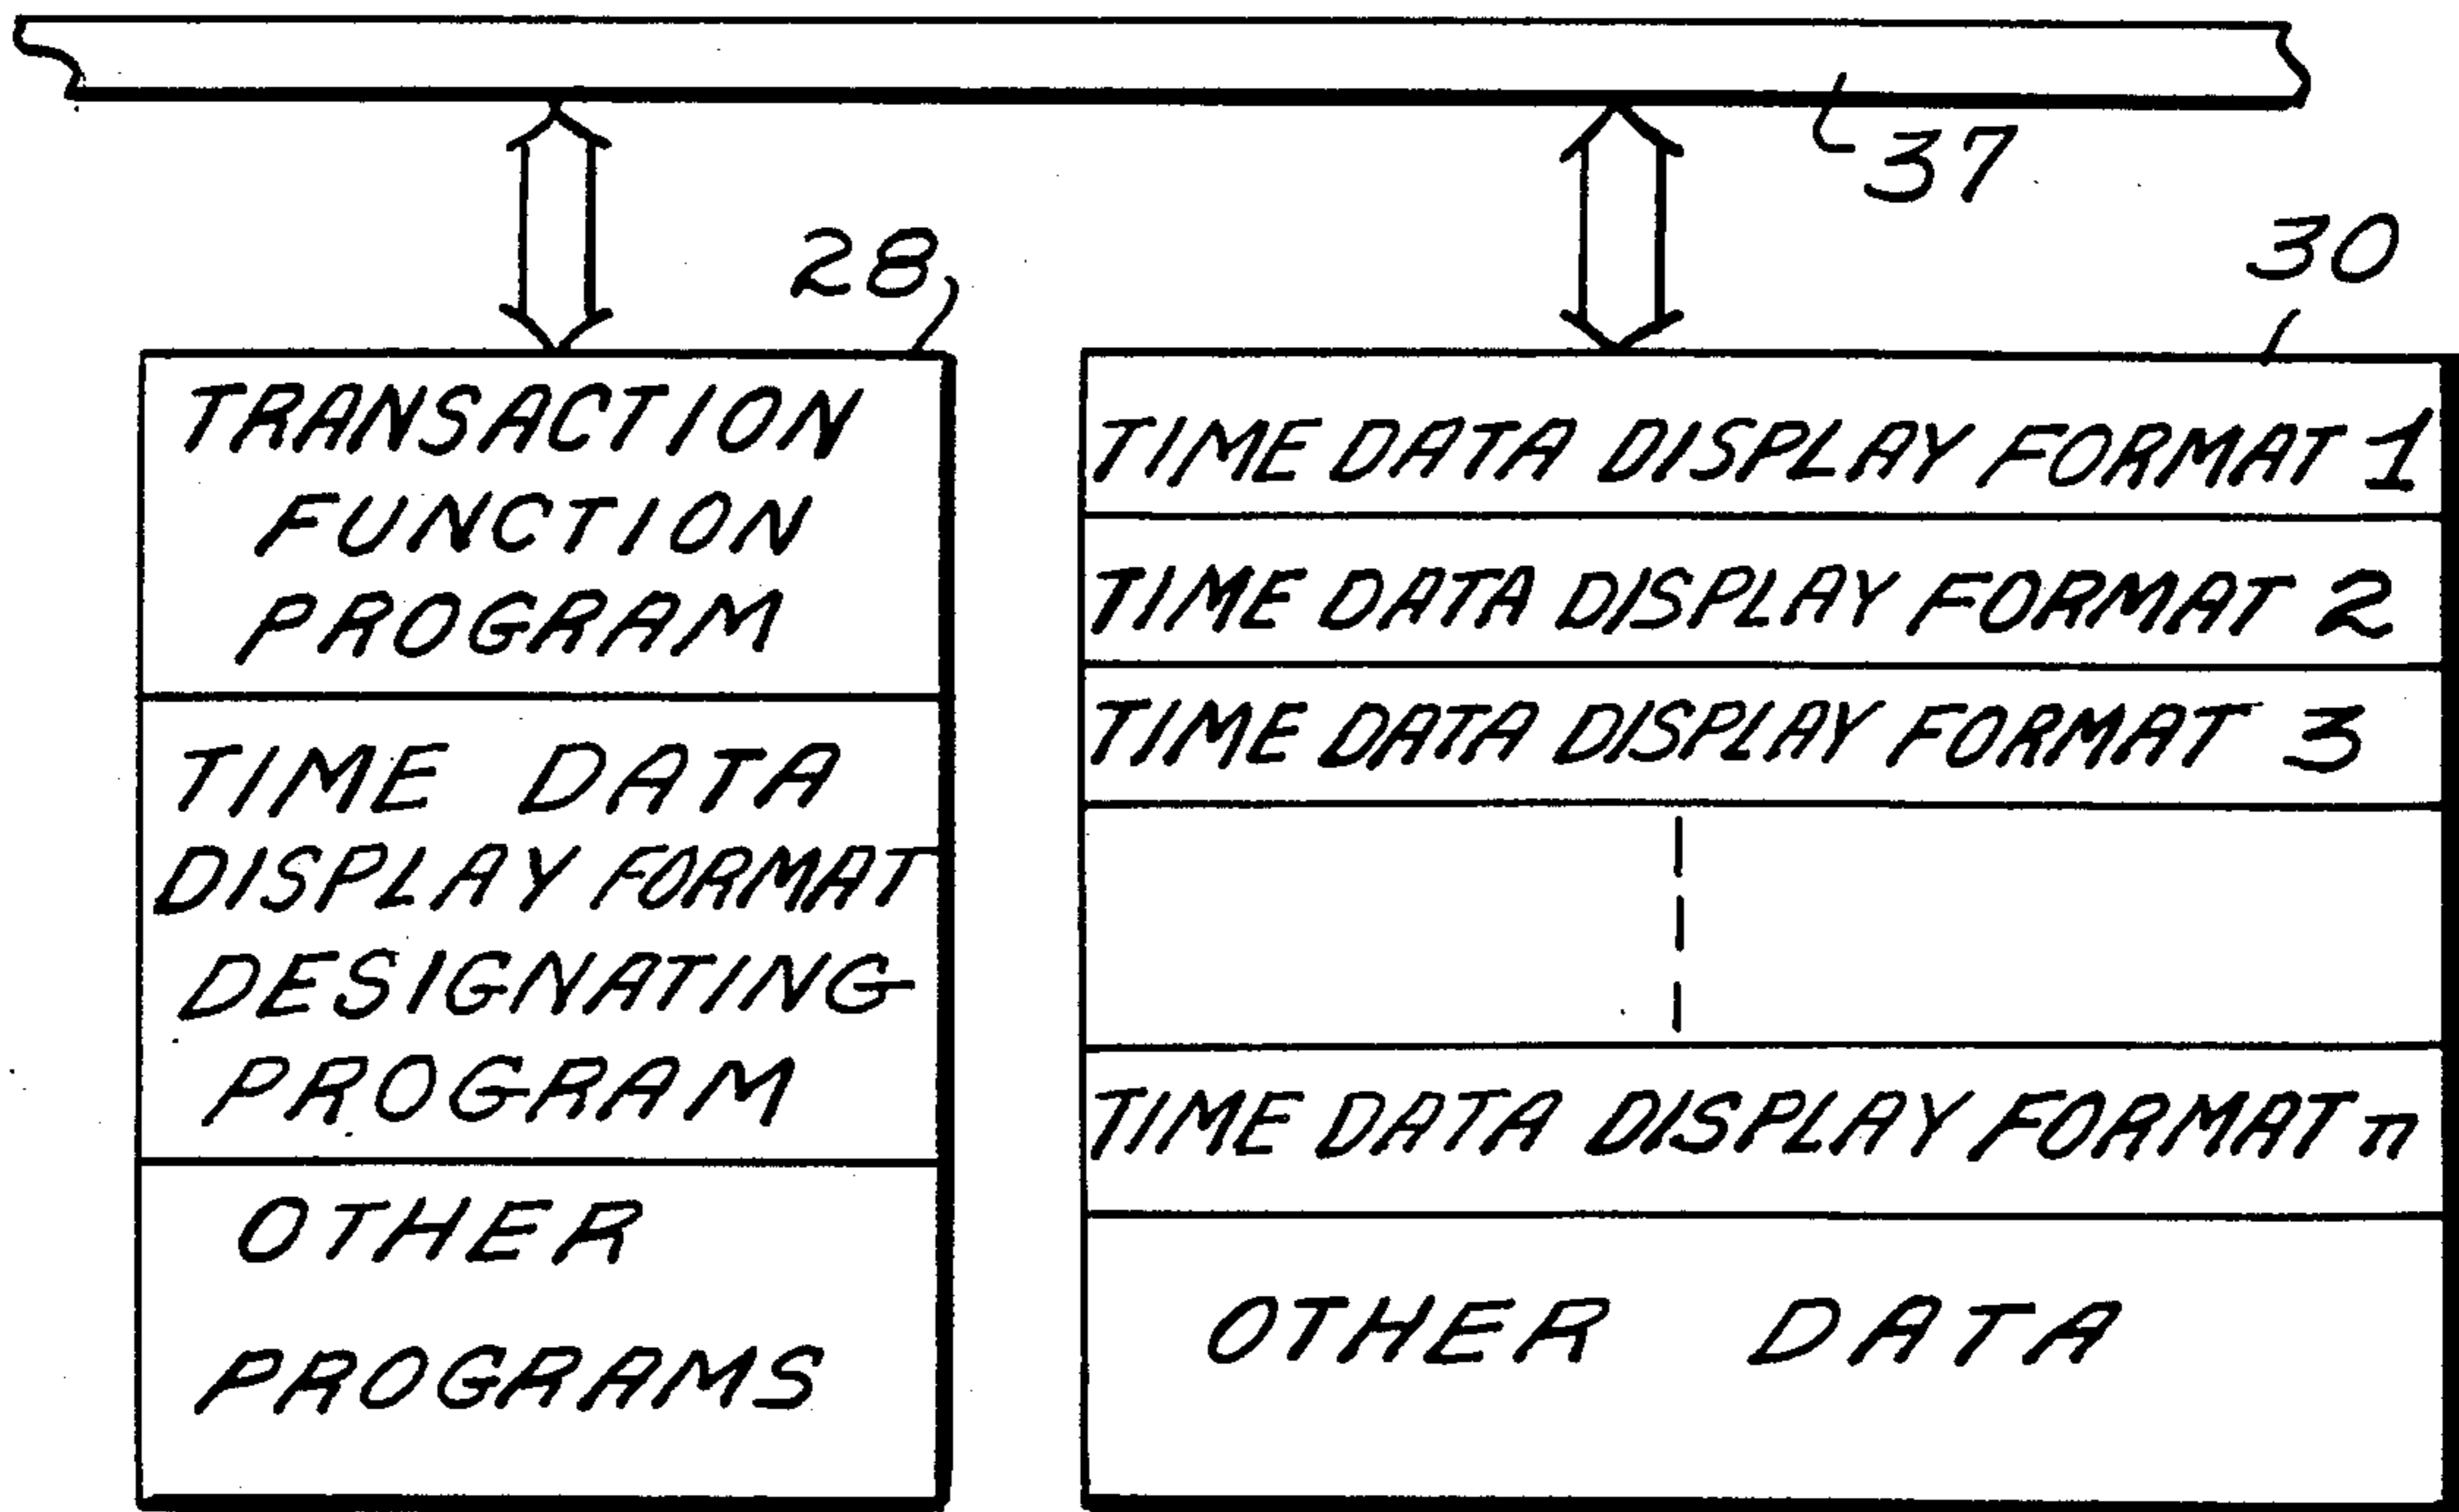 37
28
30
TRANSACTION
FUNCTION
PROGRAM
TIME DATA
DISPLAY FORMAT
DESIGNATING
PROGRAM
OTHER
PROGRAMS
TIME DATA DISPLAY FORMAT 1
TIME DATA DISPLAY FORMAT 2
TIME DATA DISPLAY FORMAT 3
TIME DATA DISPLAY FORMAT n
OTHER DATA